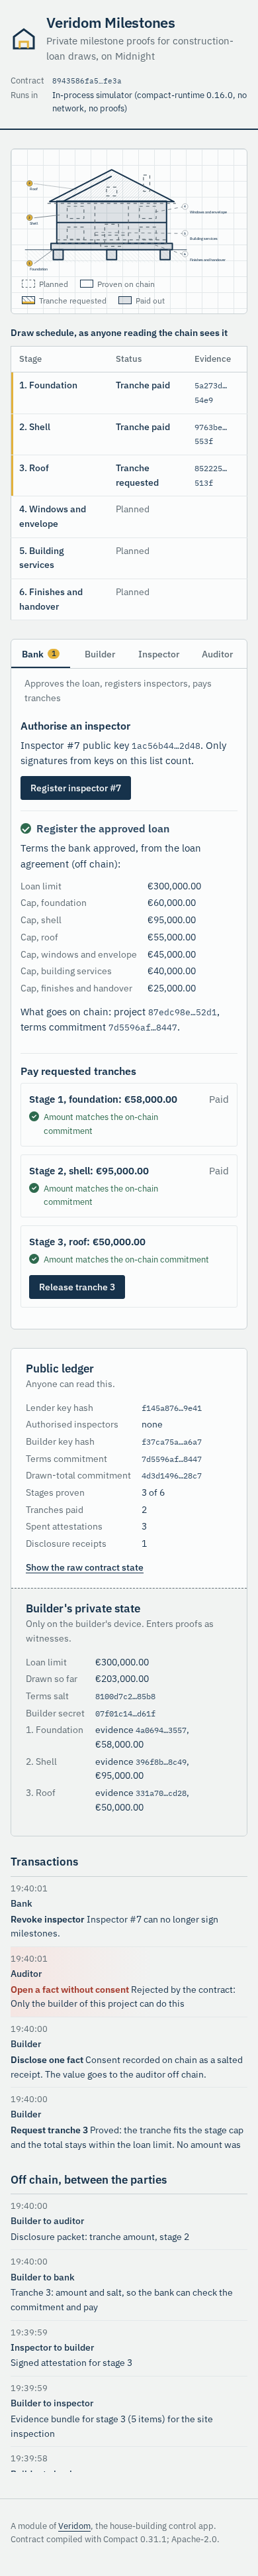 Veridom Milestones
Private milestone proofs for construction-
loan draws, on Midnight
Contract 8943586fa5…fe3a
Runs in In-process simulator (compact-runtime 0.16.0, no
network, no proofs)
Roof
Shell
Foundation
Windows and envelope
Building services
Finishes and handover
Planned
Proven on chain
Tranche requested
Paid out
Draw schedule, as anyone reading the chain sees it
Stage Status Evidence
1. Foundation Tranche paid 5a273d…
54e9
2. Shell Tranche paid 9763be…
553f
3. Roof Tranche 852225…
requested 513f
4. Windows and Planned
envelope
5. Building Planned
services
6. Finishes and Planned
handover
Bank 1 Builder Inspector Auditor
Approves the loan, registers inspectors, pays
tranches
Authorise an inspector
Inspector #7 public key 1ac56b44…2d48. Only
signatures from keys on this list count.
Register inspector #7
Register the approved loan
Terms the bank approved, from the loan
agreement (off chain):
Loan limit €300,000.00
Cap, foundation €60,000.00
Cap, shell €95,000.00
Cap, roof €55,000.00
Cap, windows and envelope €45,000.00
Cap, building services €40,000.00
Cap, finishes and handover €25,000.00
What goes on chain: project 87edc98e…52d1,
terms commitment 7d5596af…8447.
Pay requested tranches
Stage 1, foundation: €58,000.00 Paid
Amount matches the on-chain
commitment
Stage 2, shell: €95,000.00 Paid
Amount matches the on-chain
commitment
Stage 3, roof: €50,000.00
Amount matches the on-chain commitment
Release tranche 3
Public ledger
Anyone can read this.
Lender key hash f145a876…9e41
Authorised inspectors none
Builder key hash f37ca75a…a6a7
Terms commitment 7d5596af…8447
Drawn-total commitment 4d3d1496…28c7
Stages proven 3 of 6
Tranches paid 2
Spent attestations 3
Disclosure receipts 1
Show the raw contract state
Builder's private state
Only on the builder's device. Enters proofs as
witnesses.
Loan limit €300,000.00
Drawn so far €203,000.00
Terms salt 8100d7c2…85b8
Builder secret 07f01c14…d61f
1. Foundation evidence 4a0694…3557,
€58,000.00
2. Shell evidence 396f8b…8c49,
€95,000.00
3. Roof evidence 331a70…cd28,
€50,000.00
Transactions
19:40:01
Bank
Revoke inspector Inspector #7 can no longer sign
milestones.
19:40:01
Auditor
Open a fact without consent Rejected by the contract:
Only the builder of this project can do this
19:40:00
Builder
Disclose one fact Consent recorded on chain as a salted
receipt. The value goes to the auditor off chain.
19:40:00
Builder
Request tranche 3 Proved: the tranche fits the stage cap
and the total stays within the loan limit. No amount was
Off chain, between the parties
19:40:00
Builder to auditor
Disclosure packet: tranche amount, stage 2
19:40:00
Builder to bank
Tranche 3: amount and salt, so the bank can check the
commitment and pay
19:39:59
Inspector to builder
Signed attestation for stage 3
19:39:59
Builder to inspector
Evidence bundle for stage 3 (5 items) for the site
inspection
19:39:58
A module of Veridom, the house-building control app.
Contract compiled with Compact 0.31.1; Apache-2.0.